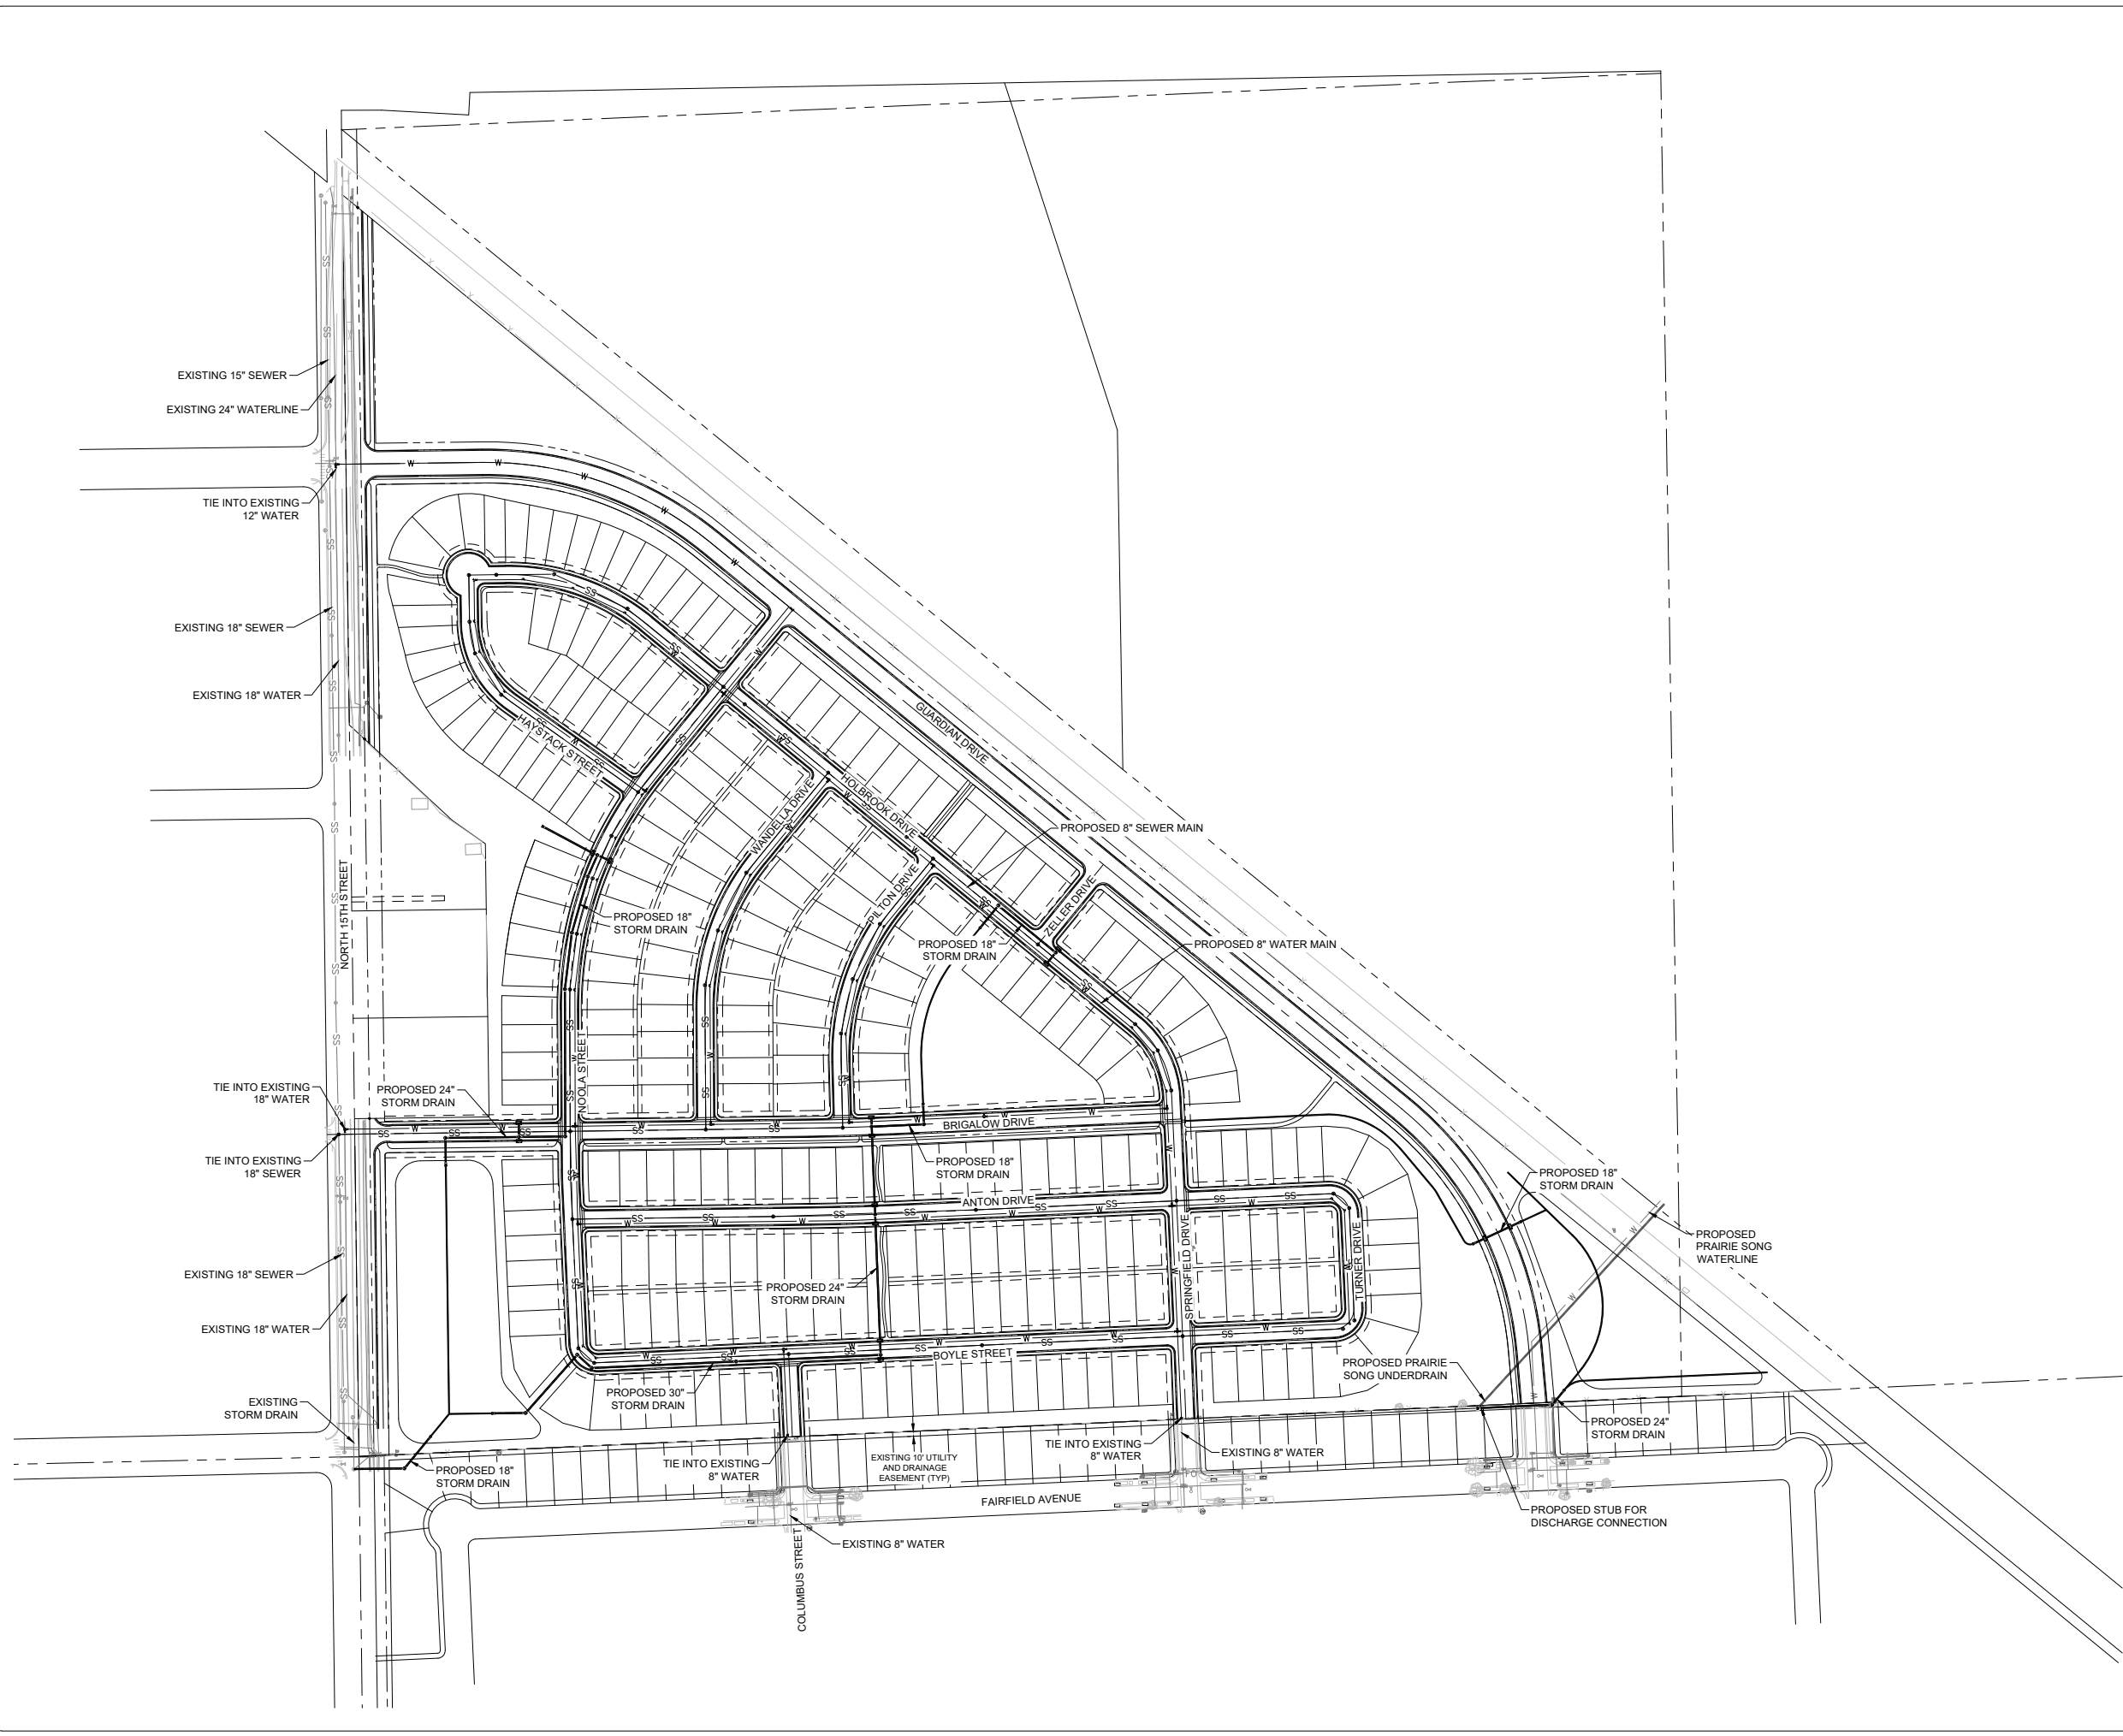 EXISTING 15" SEWER
EXISTING 24" WATERLINE
TIE INTO EXISTING
12" WATER
EXISTING 18" SEWER
EXISTING 18" WATER
NORTH 15TH STREET
GUARDIAN DRIVE
HAYSTACK STREET
WANDELLA DRIVE
HOLBROOK DRIVE
PROPOSED 8" SEWER MAIN
PILTON DRIVE
ZELLER DRIVE
PROPOSED 18"
STORM DRAIN
PROPOSED 18"
STORM DRAIN
PROPOSED 8" WATER MAIN
NOOLA STREET
TIE INTO EXISTING
18" WATER
PROPOSED 24"
STORM DRAIN
BRIGALOW DRIVE
TIE INTO EXISTING
18" SEWER
PROPOSED 18"
STORM DRAIN
PROPOSED 18"
STORM DRAIN
ANTON DRIVE
SPRINGFIELD DRIVE
TURNER DRIVE
PROPOSED
PRAIRIE SONG
WATERLINE
EXISTING 18" SEWER
PROPOSED 24"
STORM DRAIN
EXISTING 18" WATER
BOYLE STREET
PROPOSED PRAIRIE
SONG UNDERDRAIN
PROPOSED 30"
STORM DRAIN
EXISTING
STORM DRAIN
PROPOSED 24"
STORM DRAIN
TIE INTO EXISTING
8" WATER
EXISTING 8" WATER
EXISTING 10' UTILITY
AND DRAINAGE
EASEMENT (TYP)
TIE INTO EXISTING
8" WATER
PROPOSED 18"
STORM DRAIN
FAIRFIELD AVENUE
PROPOSED STUB FOR
DISCHARGE CONNECTION
EXISTING 8" WATER
COLUMBUS STREET